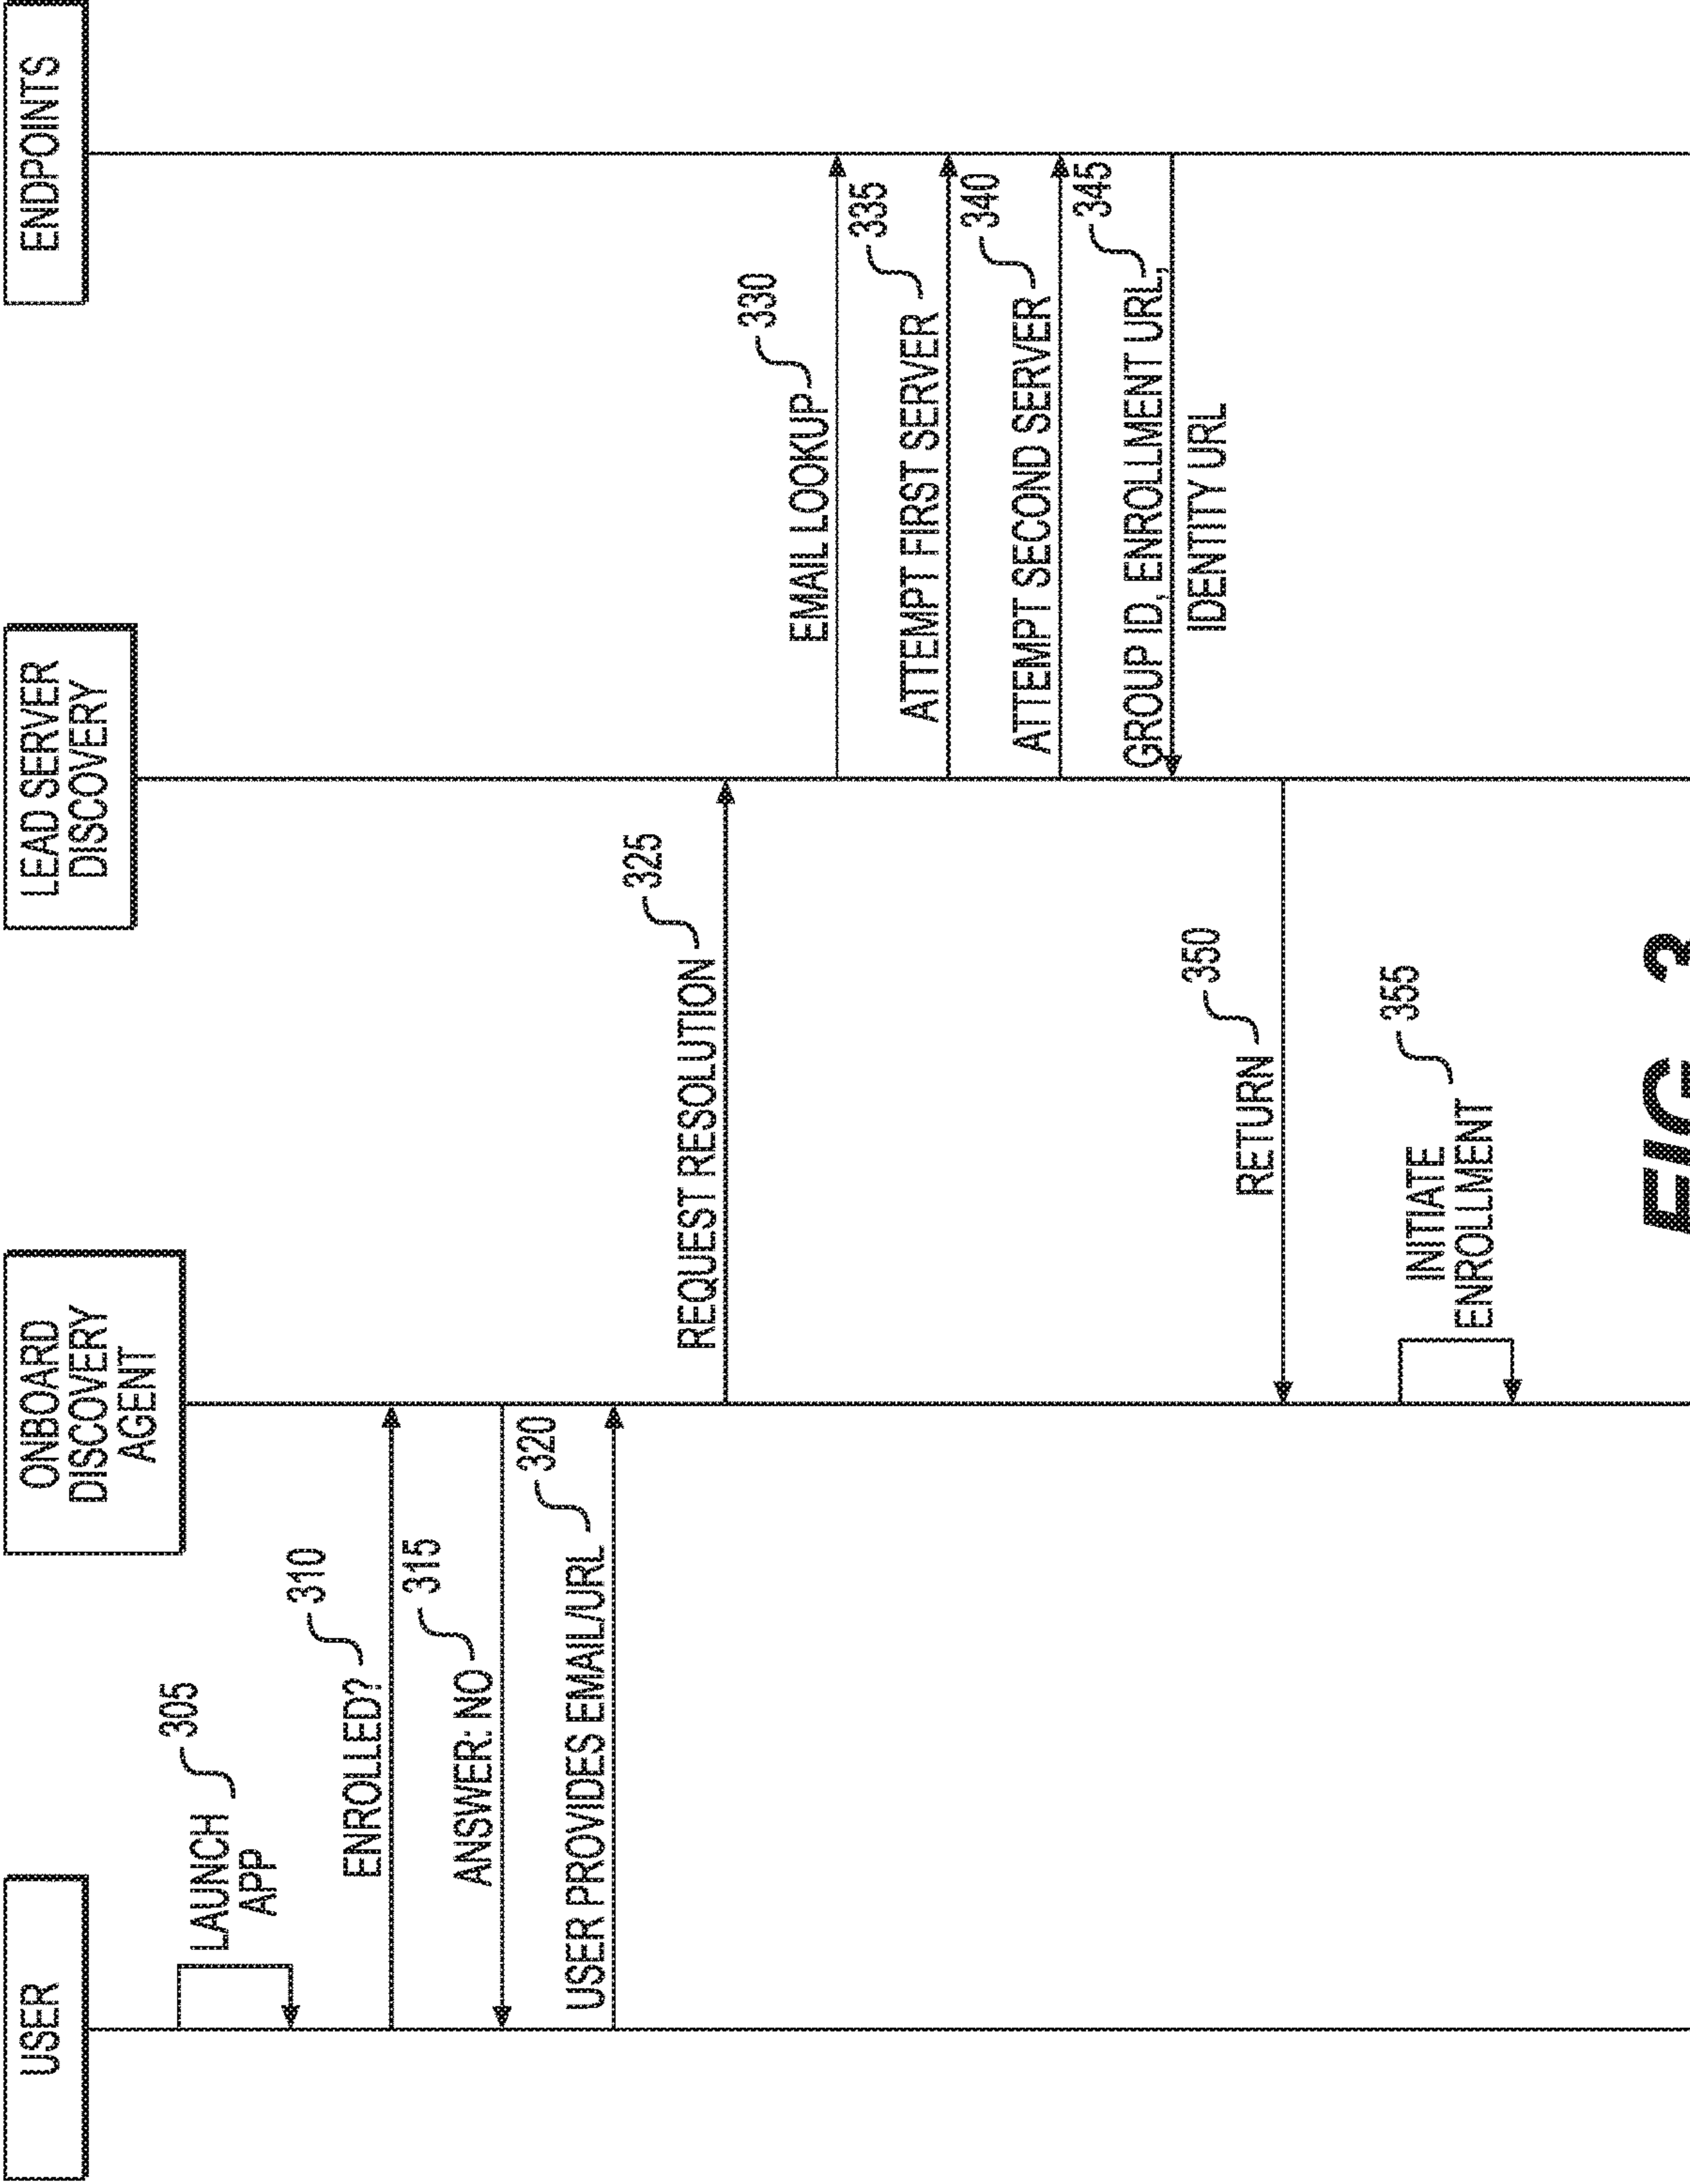 USER
ONBOARD
DISCOVERY
AGENT
LEAD SERVER
DISCOVERY
ENDPOINTS
LAUNCH
APP
305
ENROLLED?
310
ANSWER: NO
315
USER PROVIDES EMAIL/URL
320
REQUEST RESOLUTION
325
EMAIL LOOKUP
330
ATTEMPT FIRST SERVER
335
ATTEMPT SECOND SERVER
340
GROUP ID, ENROLLMENT URL,
IDENTITY URL
345
RETURN
350
INITIATE
ENROLLMENT
355
FIG. 3